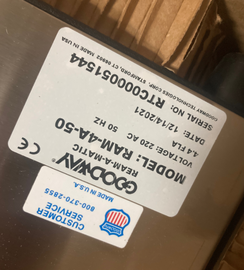 GOODWAY
REAM-A-MATIC
MODEL: RAM-4A-50
VOLTAGE: 220 AC 50 HZ
4.4 FLA
DATE: 12/14/2021
SERIAL NO: RTC000051544
GOODWAY TECHNOLOGIES CORP. STAMFORD, CT 06902 MADE IN USA
CE
MADE IN U.S.A.
800-370-2855
CUSTOMER
SERVICE